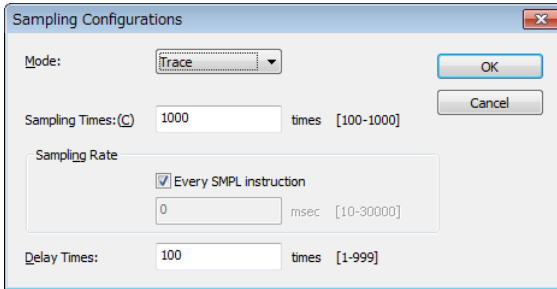 Sampling Configurations
Mode: Trace OK
Cancel
Sampling Times:(C) 1000 times [100-1000]
Sampling Rate
Every SMPL instruction
0 msec [10-30000]
Delay Times: 100 times [1-999]